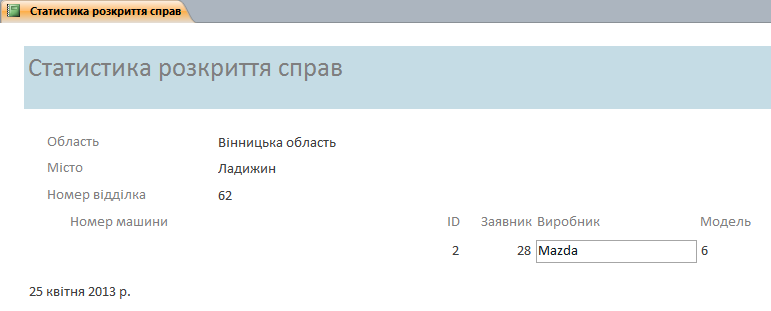 Статистика розкриття справ
Статистика розкриття справ
Область Вінницька область
Місто Ладижин
Номер відділка 62
Номер машини ID Заявник Виробник Модель
2 28 Mazda 6
25 квітня 2013 р.